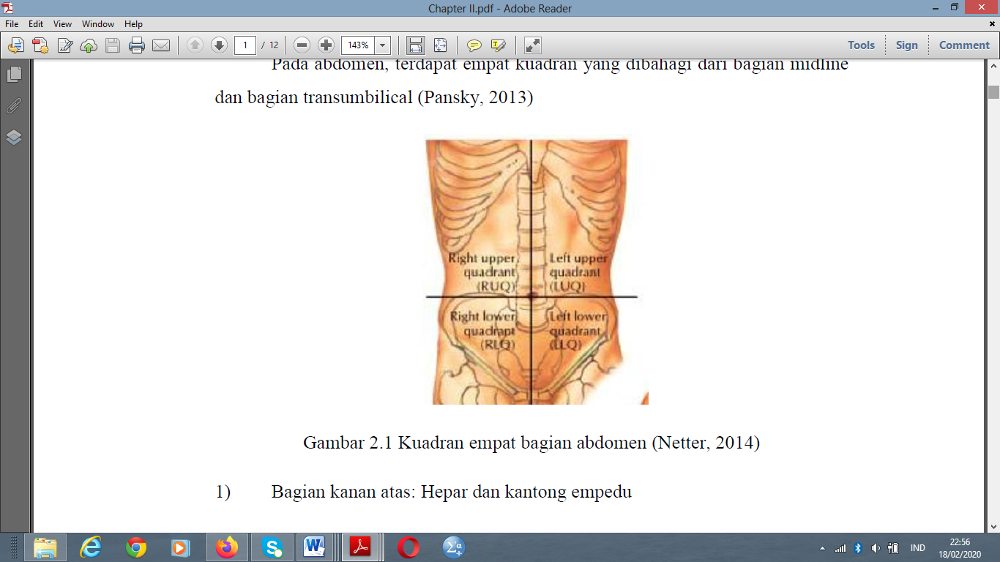 Chapter II.pdf - Adobe Reader
File Edit View Window Help
1 / 12 143% Tools Sign Comment
Pada abdomen, terdapat empat kuadran yang dibahagi dari bagian midline
dan bagian transumbilical (Pansky, 2013)
Right upper
quadrant
(RUQ)
Left upper
quadrant
(LUQ)
Right lower
quadrant
(RLQ)
Left lower
quadrant
(LLQ)
Gambar 2.1 Kuadran empat bagian abdomen (Netter, 2014)
1) Bagian kanan atas: Hepar dan kantong empedu
IND
22:56
18/02/2020